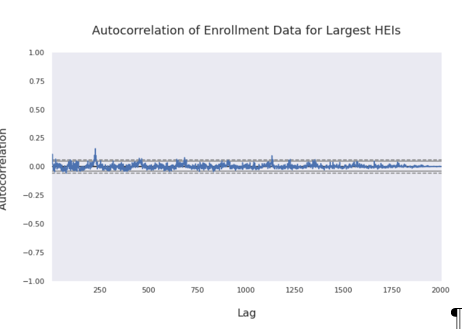 Autocorrelation of Enrollment Data for Largest HEIs
1.00
0.75
0.50
0.25
0.00
−0.25
−0.50
−0.75
−1.00
Autocorrelation
250 500 750 1000 1250 1500 1750 2000
Lag
¶